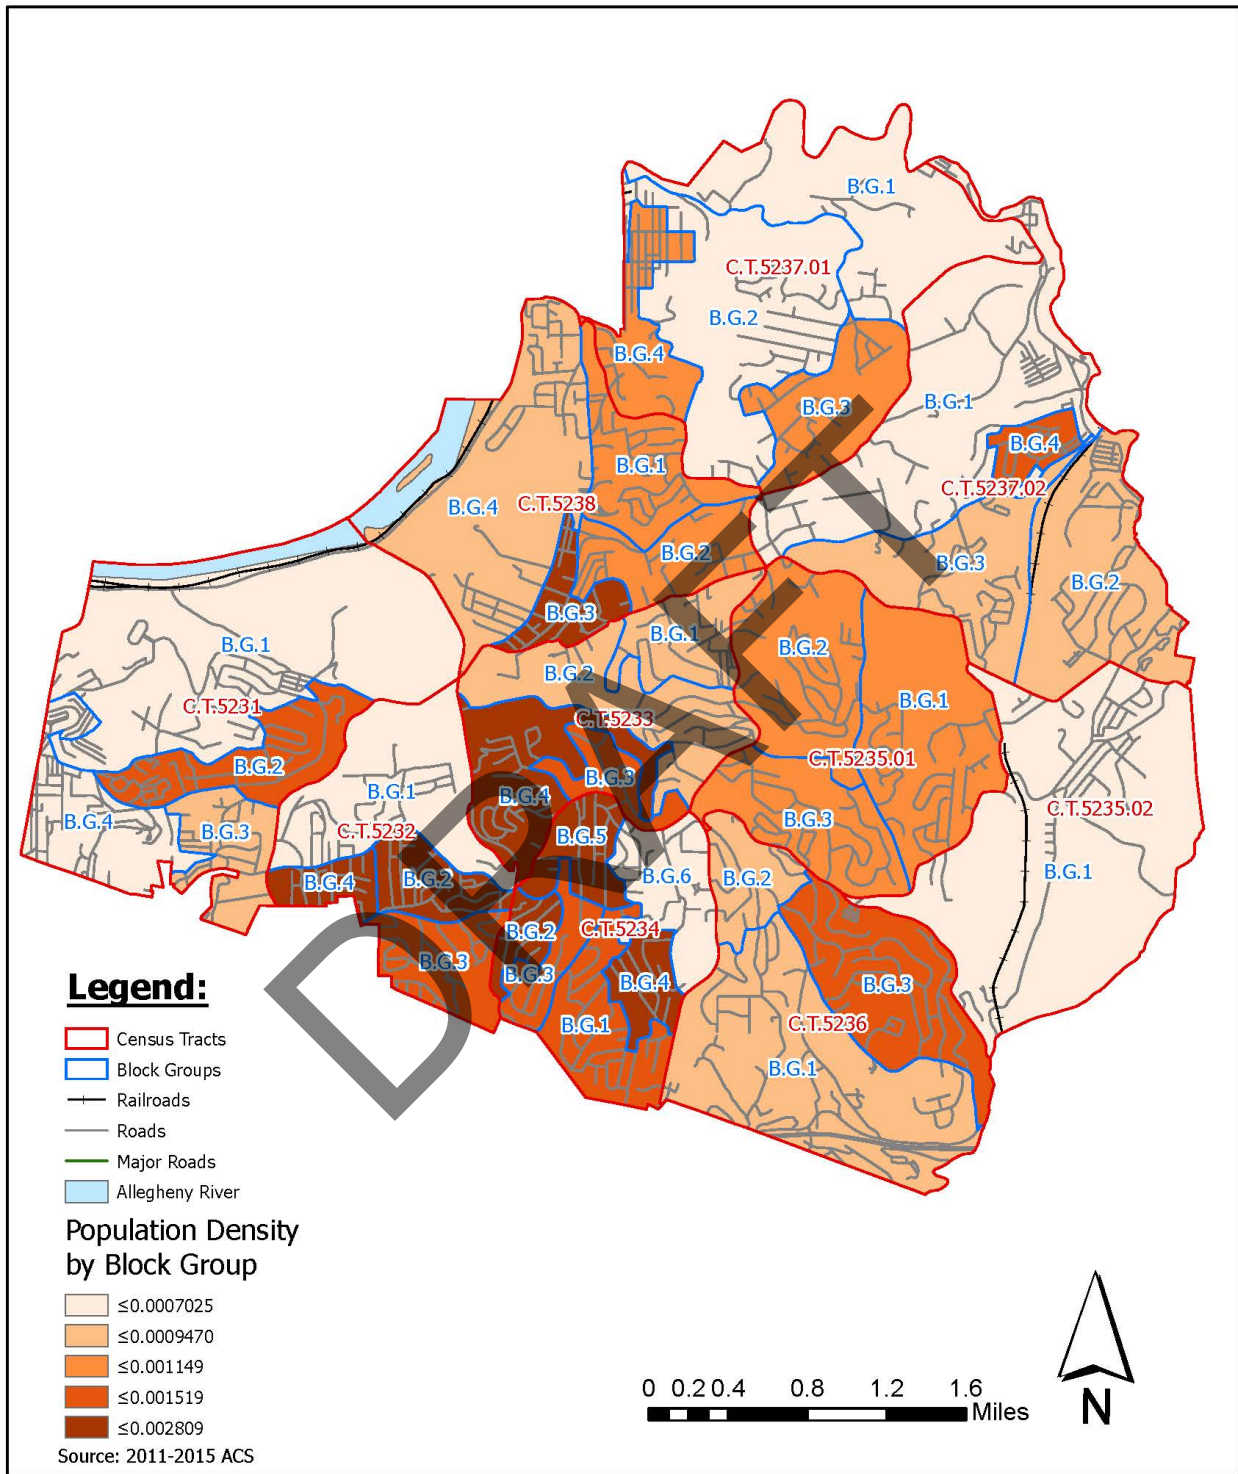 B.G.1
C.T.5237.01
B.G.2
B.G.4
B.G.3
B.G.1
B.G.4
B.G.1
C.T.5237.02
B.G.4
C.T.5238
B.G.2
B.G.3
B.G.2
B.G.3
B.G.1
B.G.2
B.G.1
B.G.2
B.G.1
C.T.5231
C.T.5233
C.T.5235.01
B.G.2
B.G.3
B.G.1
B.G.4
C.T.5235.02
B.G.4
B.G.3
C.T.5232
B.G.5
B.G.3
B.G.1
B.G.4
B.G.2
B.G.6
B.G.2
B.G.2
C.T.5234
B.G.3
B.G.3
B.G.4
B.G.3
B.G.1
C.T.5236
B.G.1
DRAFT
Legend:
Census Tracts
Block Groups
Railroads
Roads
Major Roads
Allegheny River
Population Density
by Block Group
≤0.0007025
≤0.0009470
≤0.001149
≤0.001519
≤0.002809
Source: 2011-2015 ACS
0 0.2 0.4 0.8 1.2 1.6
Miles
N